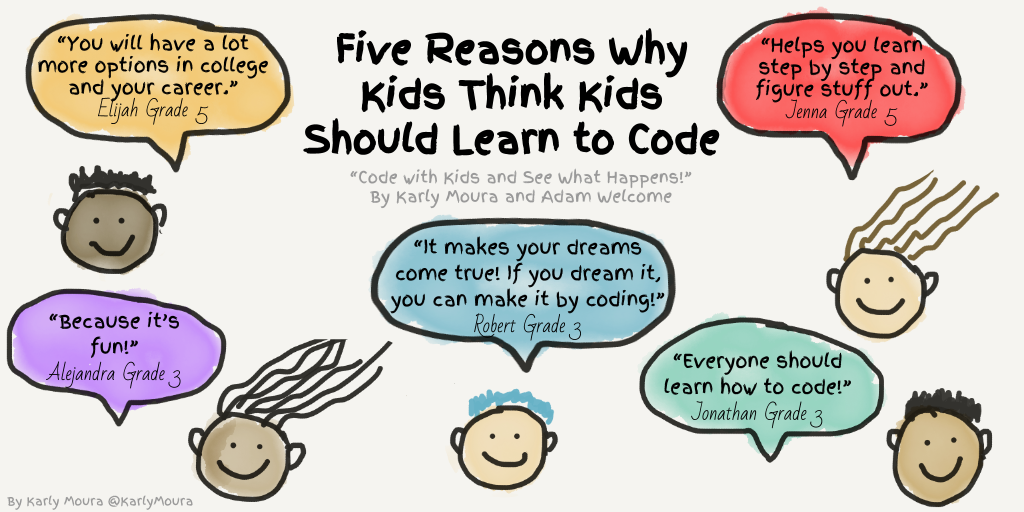 Five Reasons Why
Kids Think Kids
Should Learn to Code
"Code with Kids and See What Happens!"
By Karly Moura and Adam Welcome
"You will have a lot
more options in college
and your career."
Elijah Grade 5
"Helps you learn
step by step and
figure stuff out."
Jenna Grade 5
"It makes your dreams
come true! If you dream it,
you can make it by coding!"
Robert Grade 3
"Because it's
fun!"
Alejandra Grade 3
"Everyone should
learn how to code!"
Jonathan Grade 3
By Karly Moura @KarlyMoura